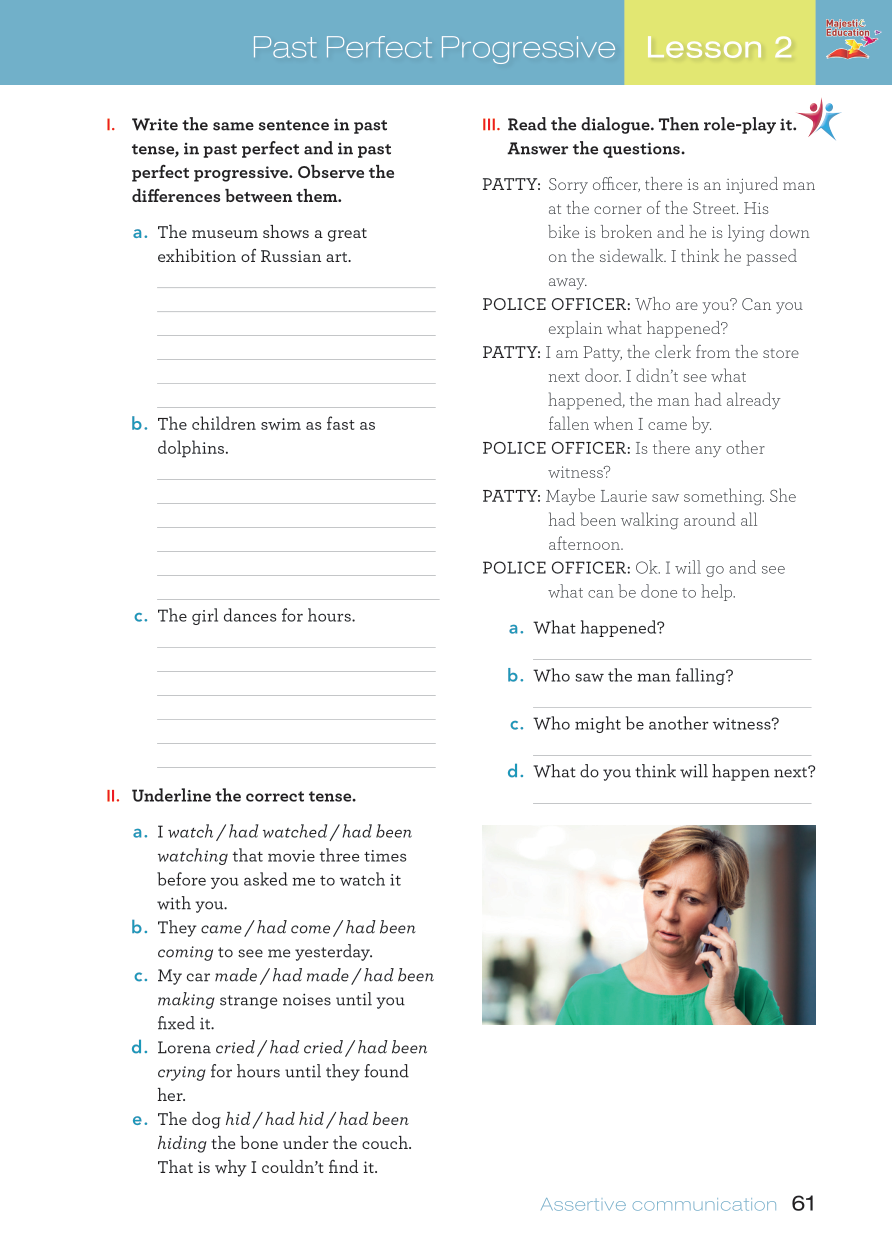 Past Perfect Progressive Lesson 2
Majesti&
Education
I. Write the same sentence in past
tense, in past perfect and in past
perfect progressive. Observe the
differences between them.
a. The museum shows a great
exhibition of Russian art.
b. The children swim as fast as
dolphins.
c. The girl dances for hours.
II. Underline the correct tense.
a. I watch / had watched / had been
watching that movie three times
before you asked me to watch it
with you.
b. They came / had come / had been
coming to see me yesterday.
c. My car made / had made / had been
making strange noises until you
fixed it.
d. Lorena cried / had cried / had been
crying for hours until they found
her.
e. The dog hid / had hid / had been
hiding the bone under the couch.
That is why I couldn't find it.
III. Read the dialogue. Then role-play it.
Answer the questions.
PATTY: Sorry officer, there is an injured man
at the corner of the Street. His
bike is broken and he is lying down
on the sidewalk. I think he passed
away.
POLICE OFFICER: Who are you? Can you
explain what happened?
PATTY: I am Patty, the clerk from the store
next door. I didn't see what
happened, the man had already
fallen when I came by.
POLICE OFFICER: Is there any other
witness?
PATTY: Maybe Laurie saw something. She
had been walking around all
afternoon.
POLICE OFFICER: Ok. I will go and see
what can be done to help.
a. What happened?
b. Who saw the man falling?
c. Who might be another witness?
d. What do you think will happen next?
Assertive communication 61